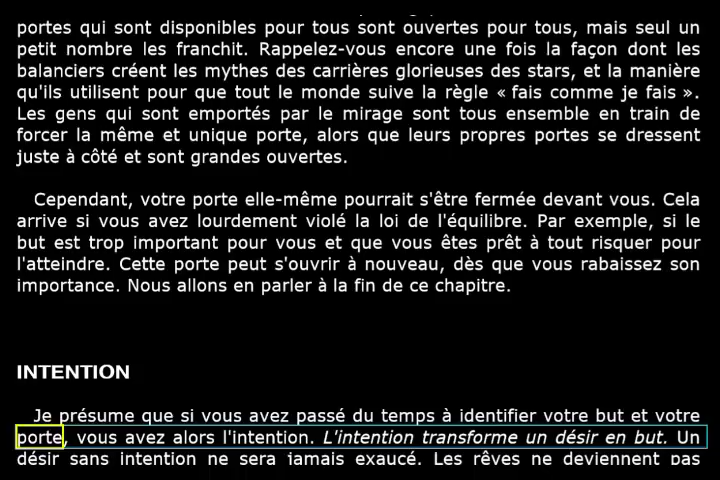 portes qui sont disponibles pour tous sont ouvertes pour tous, mais seul un
petit nombre les franchit. Rappelez-vous encore une fois la façon dont les
balanciers créent les mythes des carrières glorieuses des stars, et la manière
qu'ils utilisent pour que tout le monde suive la règle « fais comme je fais ».
Les gens qui sont emportés par le mirage sont tous ensemble en train de
forcer la même et unique porte, alors que leurs propres portes se dressent
juste à côté et sont grandes ouvertes.
Cependant, votre porte elle-même pourrait s'être fermée devant vous. Cela
arrive si vous avez lourdement violé la loi de l'équilibre. Par exemple, si le
but est trop important pour vous et que vous êtes prêt à tout risquer pour
l'atteindre. Cette porte peut s'ouvrir à nouveau, dès que vous rabaissez son
importance. Nous allons en parler à la fin de ce chapitre.
INTENTION
Je présume que si vous avez passé du temps à identifier votre but et votre
porte, vous avez alors l'intention. L'intention transforme un désir en but. Un
désir sans intention ne sera jamais exaucé. Les rêves ne deviennent pas